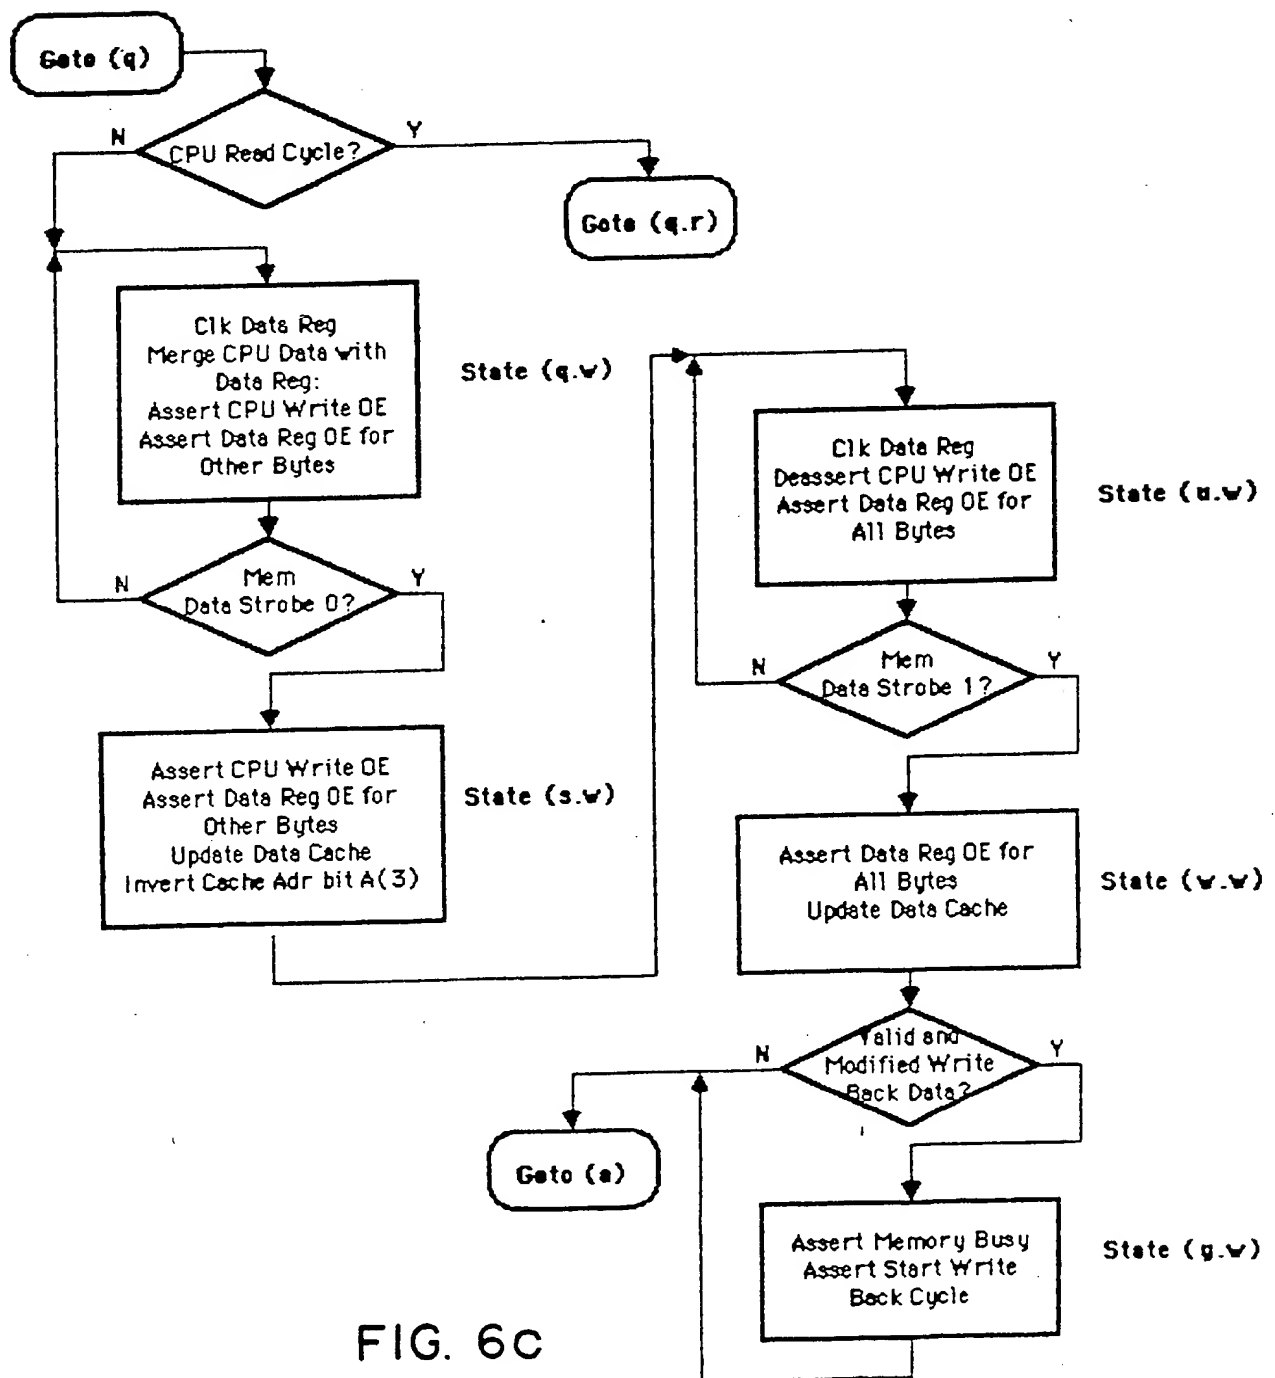 Goto (q)
CPU Read Cycle?
N
Y
Goto (q.r)
Clk Data Reg
Merge CPU Data with
Data Reg:
Assert CPU Write OE
Assert Data Reg OE for
Other Bytes
State (q.w)
Mem
Data Strobe 0?
N
Y
Assert CPU Write OE
Assert Data Reg OE for
Other Bytes
Update Data Cache
Invert Cache Adr bit A(3)
State (s.w)
Clk Data Reg
Deassert CPU Write OE
Assert Data Reg OE for
All Bytes
State (u.w)
Mem
Data Strobe 1?
N
Y
Assert Data Reg OE for
All Bytes
Update Data Cache
State (w.w)
Valid and
Modified Write
Back Data?
N
Y
Goto (a)
Assert Memory Busy
Assert Start Write
Back Cycle
State (y.w)
FIG. 6C